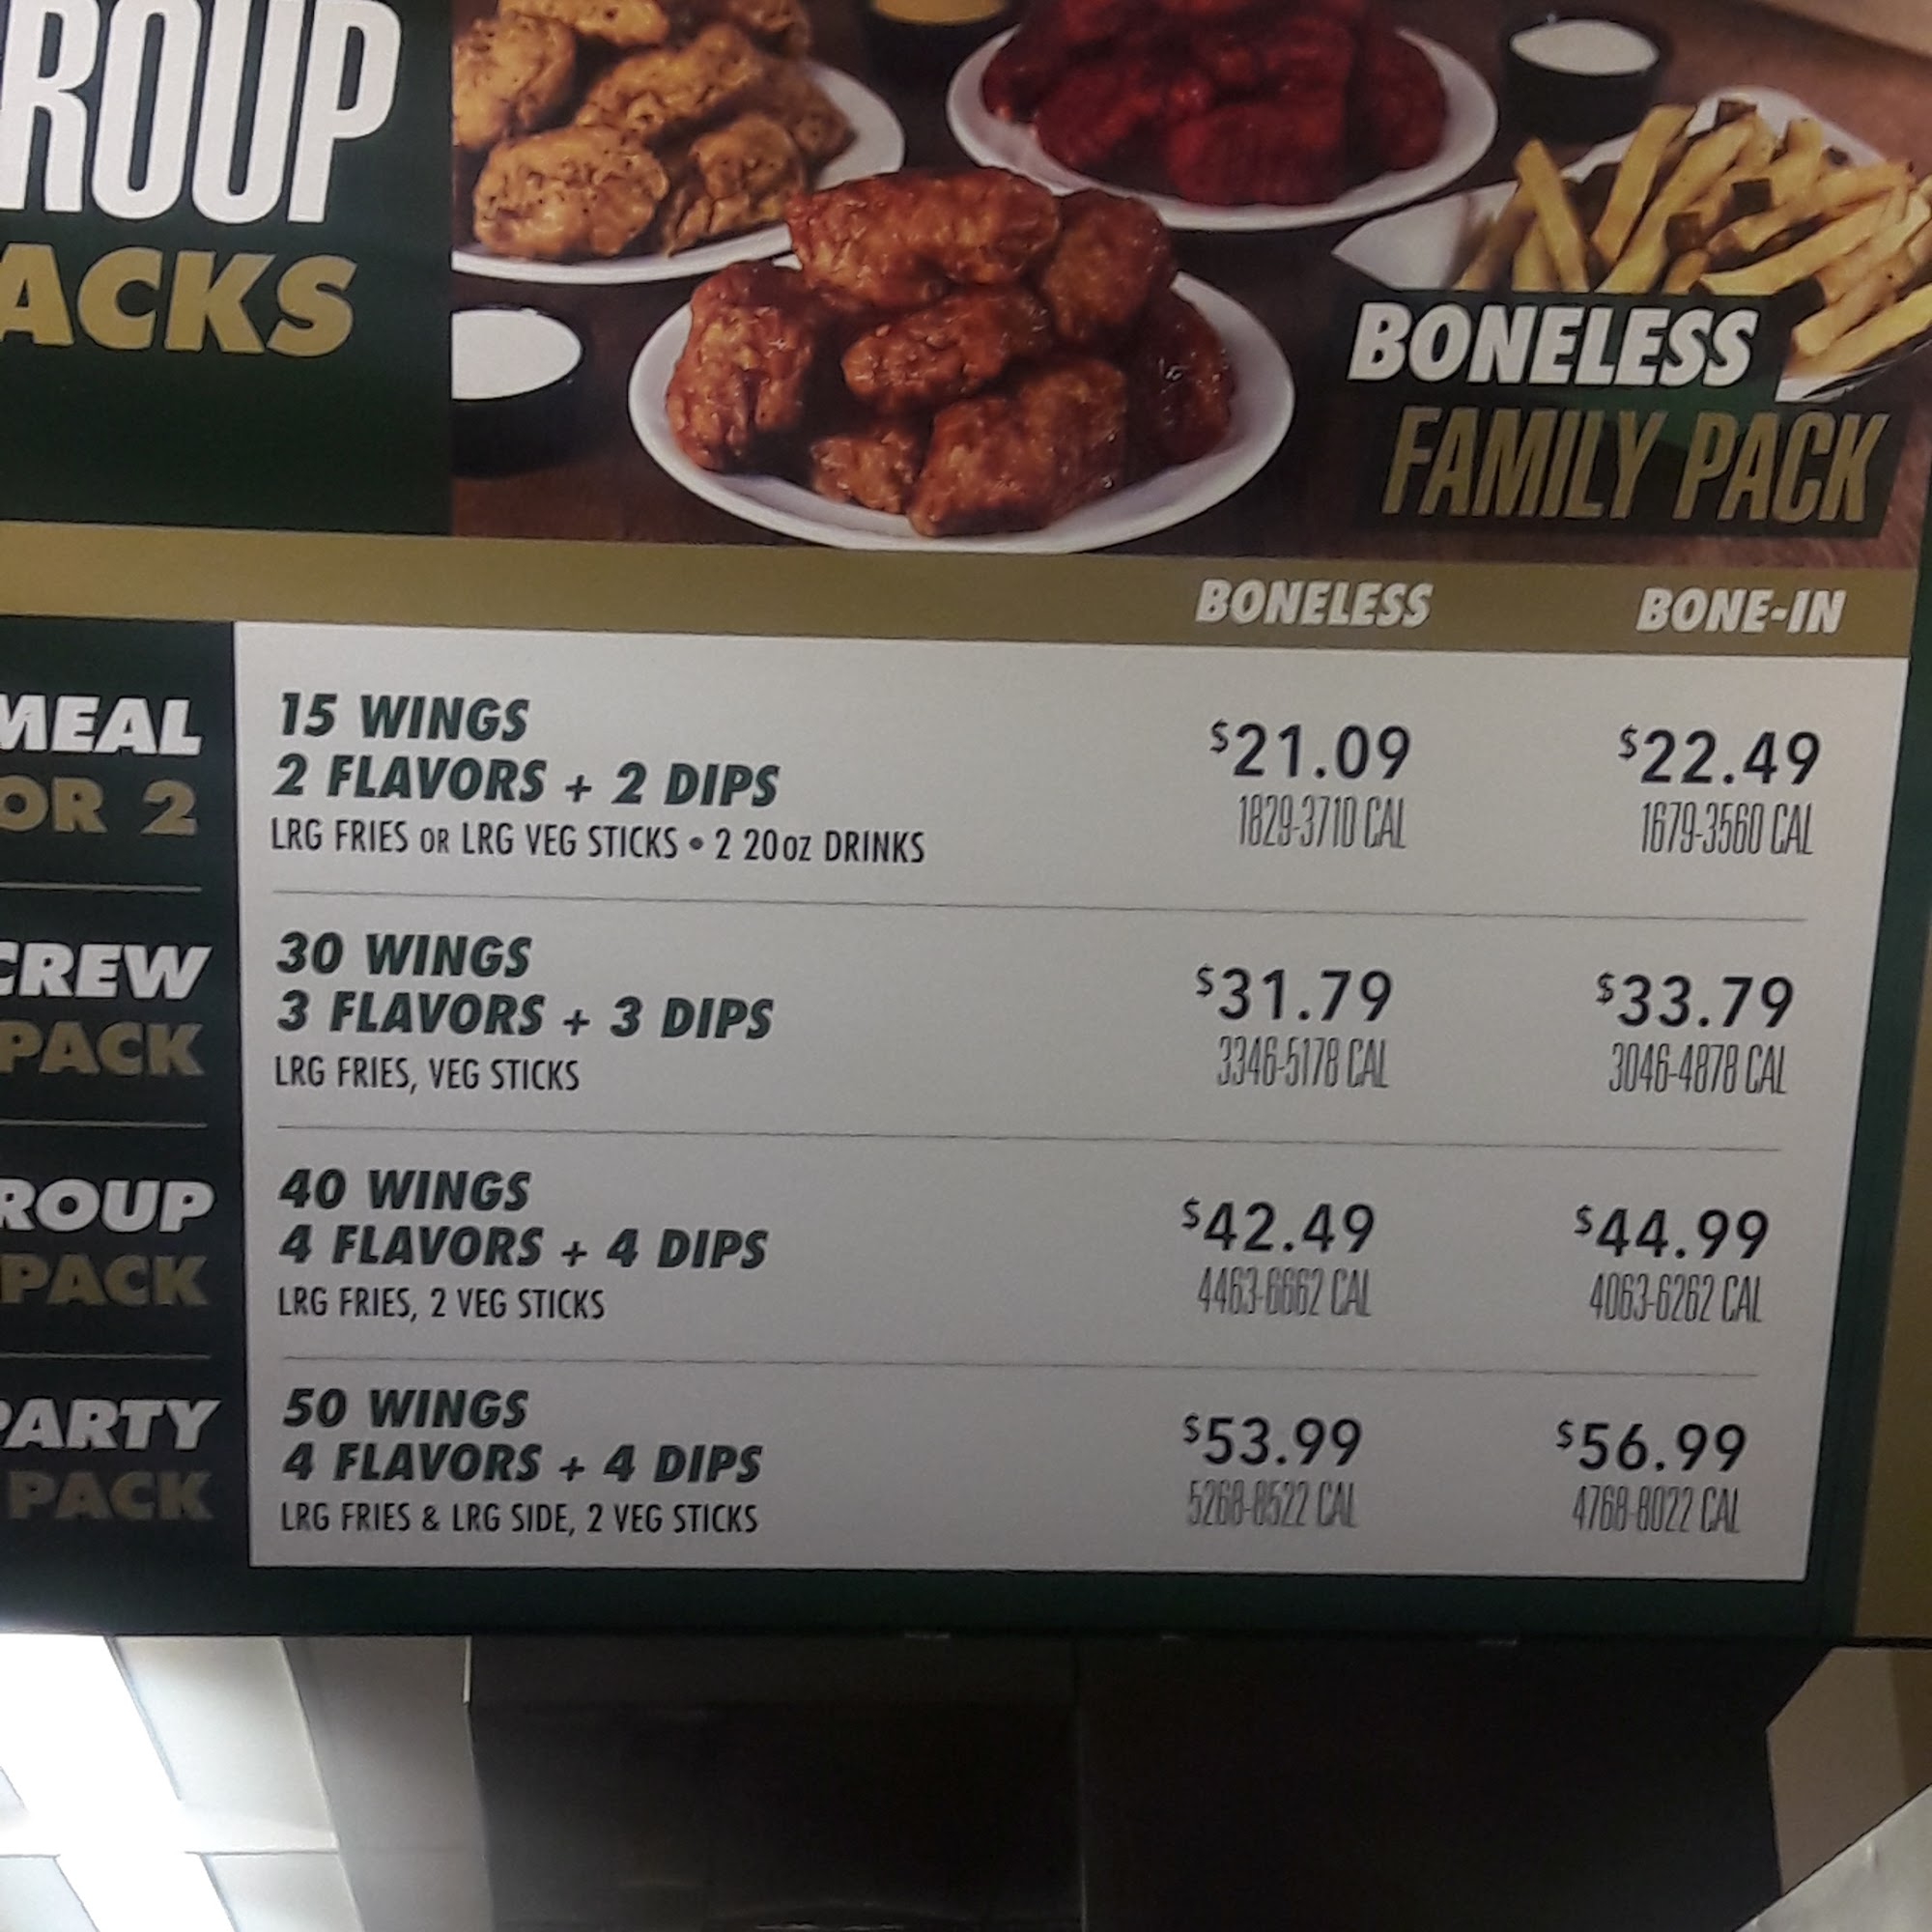 ROUP
ACKS
BONELESS
FAMILY PACK
BONELESS BONE-IN
MEAL
OR 2
15 WINGS
2 FLAVORS + 2 DIPS
LRG FRIES OR LRG VEG STICKS • 2 20oz DRINKS
$21.09 $22.49
1829-3710 CAL 1679-3560 CAL
CREW
PACK
30 WINGS
3 FLAVORS + 3 DIPS
LRG FRIES, VEG STICKS
$31.79 $33.79
3346-5178 CAL 3046-4878 CAL
ROUP
PACK
40 WINGS
4 FLAVORS + 4 DIPS
LRG FRIES, 2 VEG STICKS
$42.49 $44.99
4463-6662 CAL 4063-6262 CAL
PARTY
PACK
50 WINGS
4 FLAVORS + 4 DIPS
LRG FRIES & LRG SIDE, 2 VEG STICKS
$53.99 $56.99
5268-8522 CAL 4768-8022 CAL